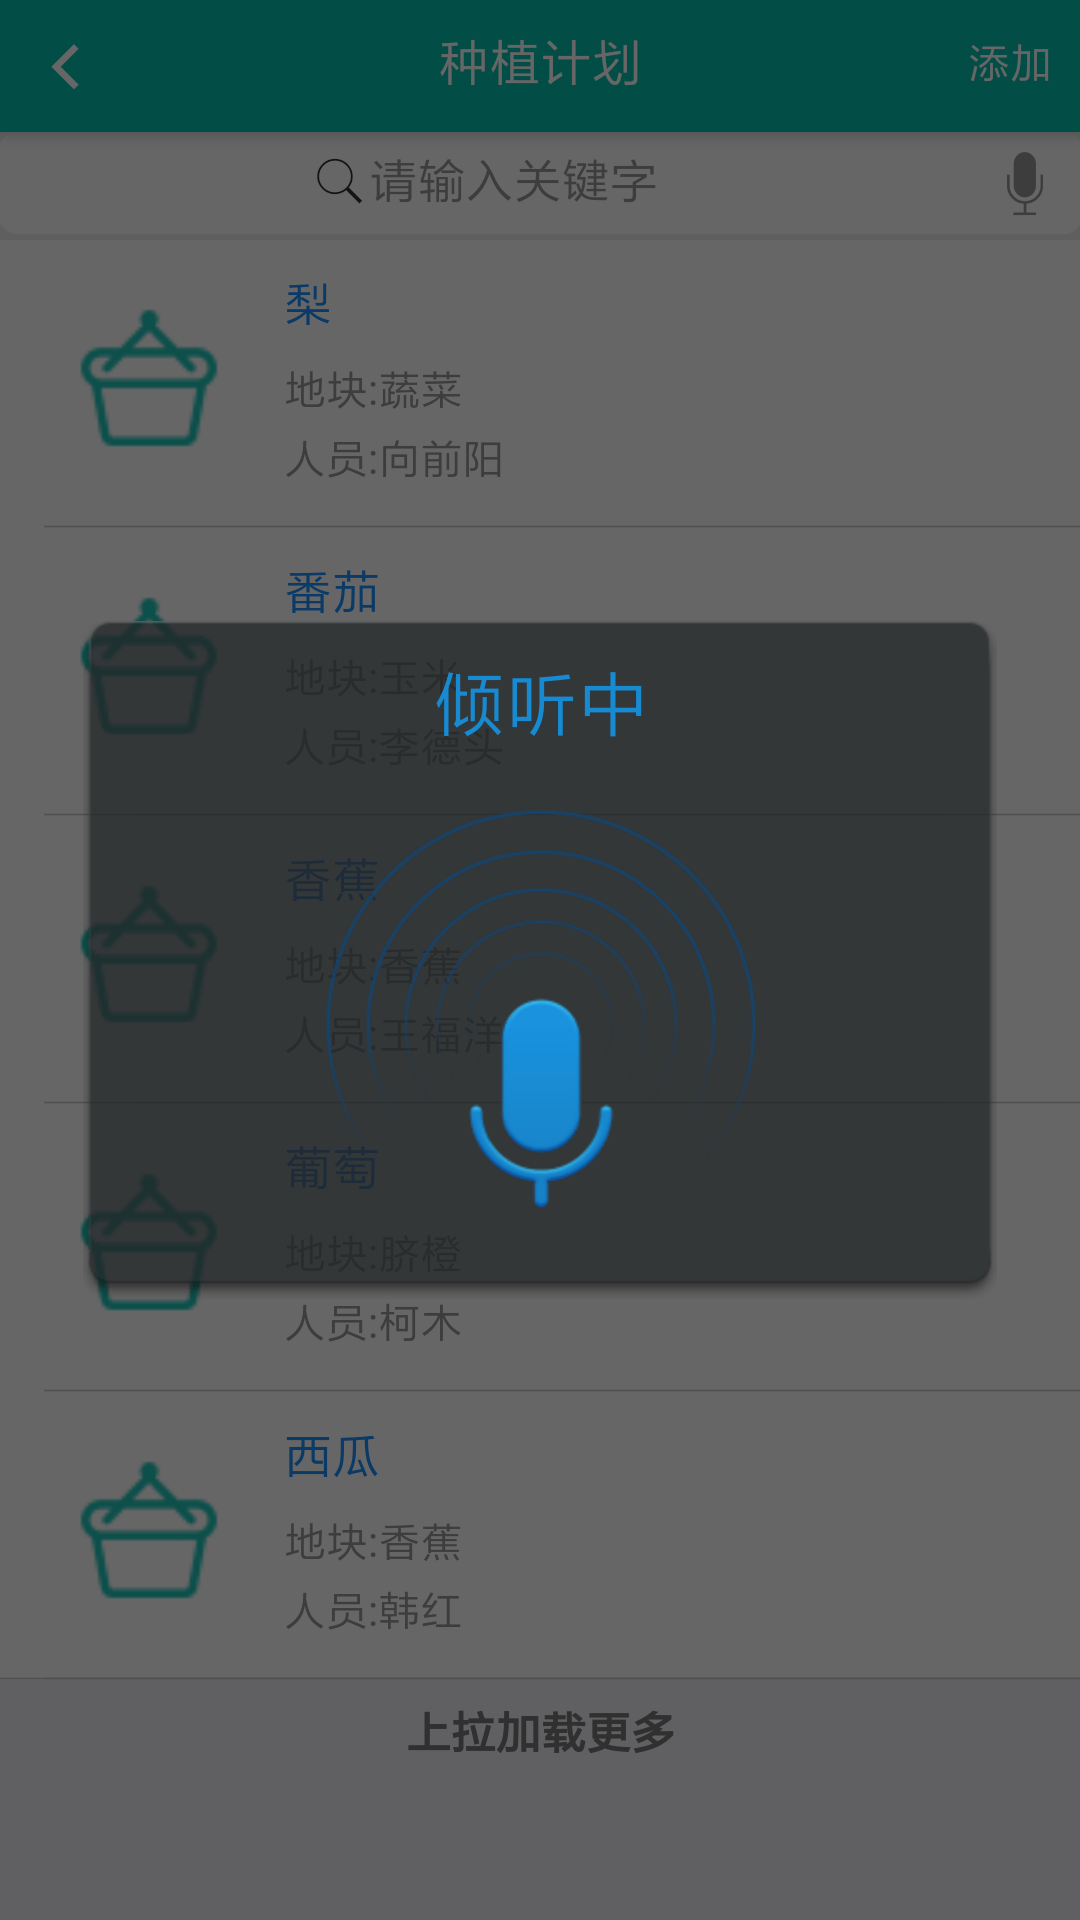 种植计划
添加
请输入关键字
梨
地块:蔬菜
人员:向前阳
番茄
地块:玉米
人员:李德头
倾听中
香蕉
地块:香蕉
人员:王福洋
葡萄
地块:脐橙
人员:柯木
西瓜
地块:香蕉
人员:韩红
上拉加载更多